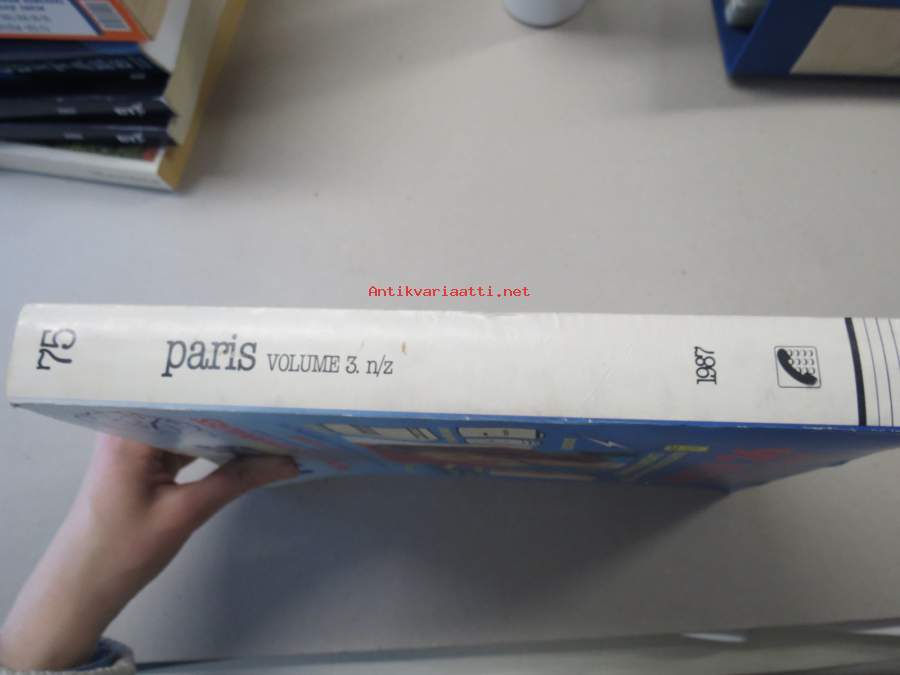 Antikvariaatti.net
75
paris VOLUME 3. n/z
1987